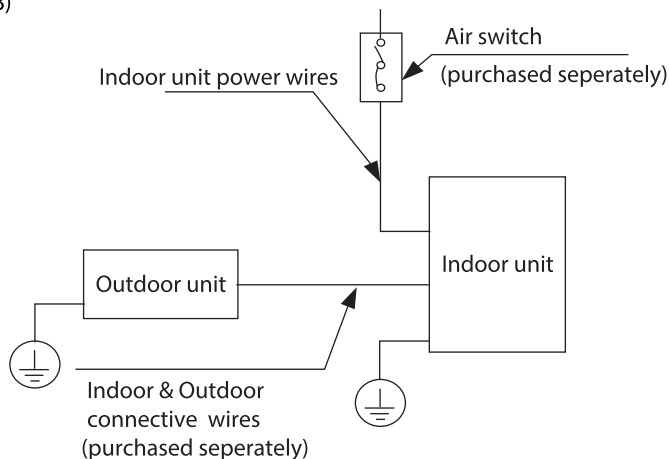 Air switch
(purchased seperately)
Indoor unit power wires
Indoor unit
Outdoor unit
Indoor & Outdoor
connective wires
(purchased seperately)